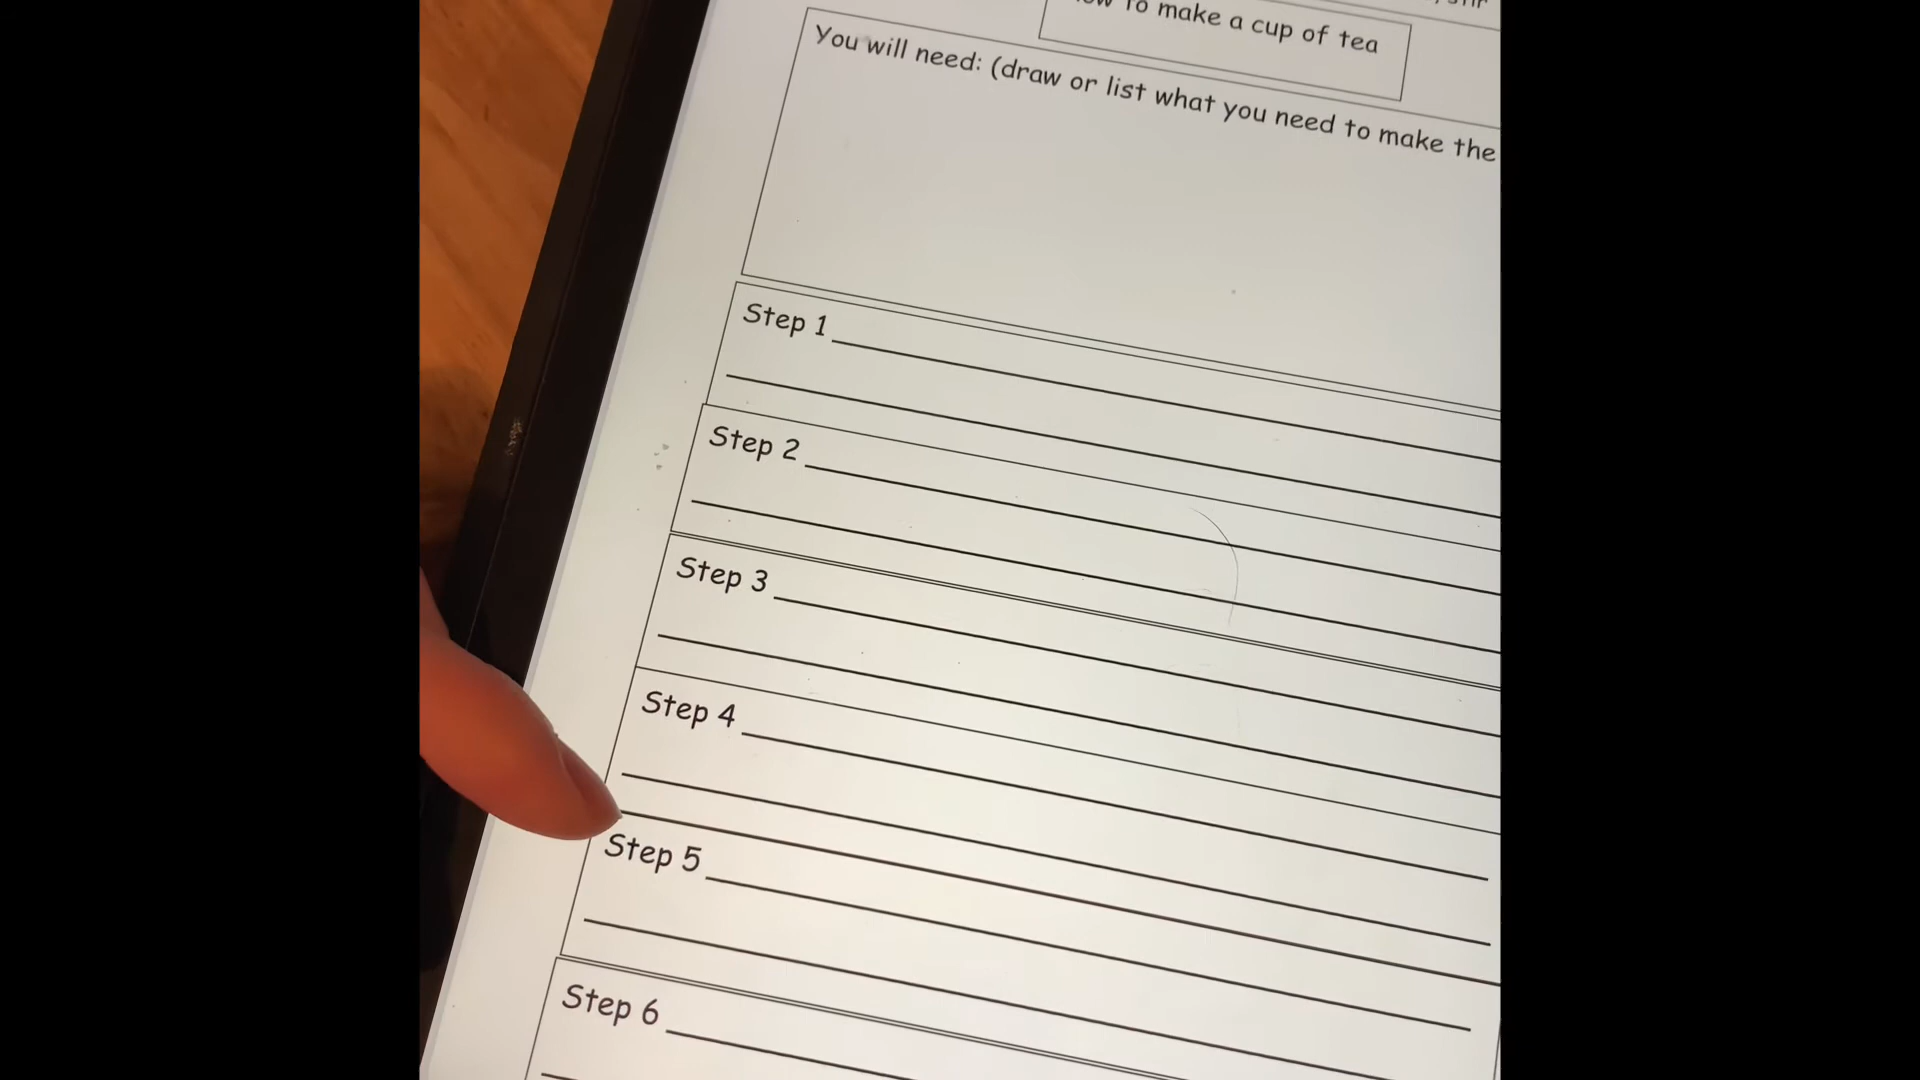 to make a cup of tea
You will need: (draw or list what you need to make the
Step 1
Step 2
Step 3
Step 4
Step 5
Step 6